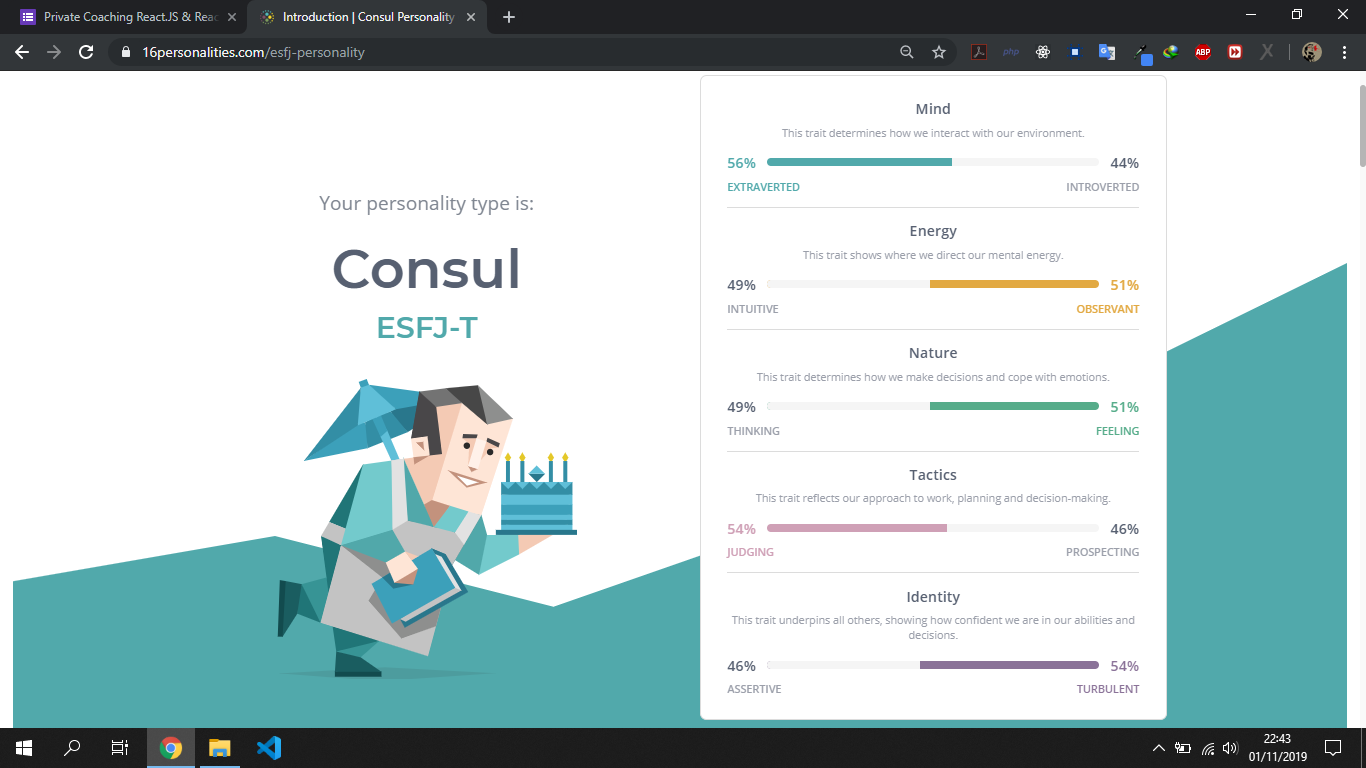 Private Coaching React.JS & Reac
Introduction | Consul Personality
16personalities.com/esfj-personality
php
ABP
Your personality type is:
Consul
ESFJ-T
Mind
This trait determines how we interact with our environment.
56% 44%
EXTRAVERTED INTROVERTED
Energy
This trait shows where we direct our mental energy.
49% 51%
INTUITIVE OBSERVANT
Nature
This trait determines how we make decisions and cope with emotions.
49% 51%
THINKING FEELING
Tactics
This trait reflects our approach to work, planning and decision-making.
54% 46%
JUDGING PROSPECTING
Identity
This trait underpins all others, showing how confident we are in our abilities and
decisions.
46% 54%
ASSERTIVE TURBULENT
22:43
01/11/2019